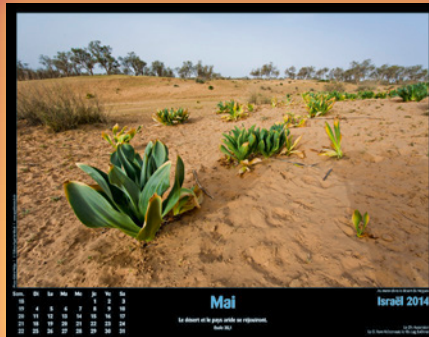 Sem. Di Lu Ma Me Je Ve Sa
18 1 2 3
19 4 5 6 7 8 9 10
20 11 12 13 14 15 16 17
21 18 19 20 21 22 23 24
22 25 26 27 28 29 30 31
Mai
Le désert et le pays aride se réjouiront.
Esaïe 35,1
Israël 2014